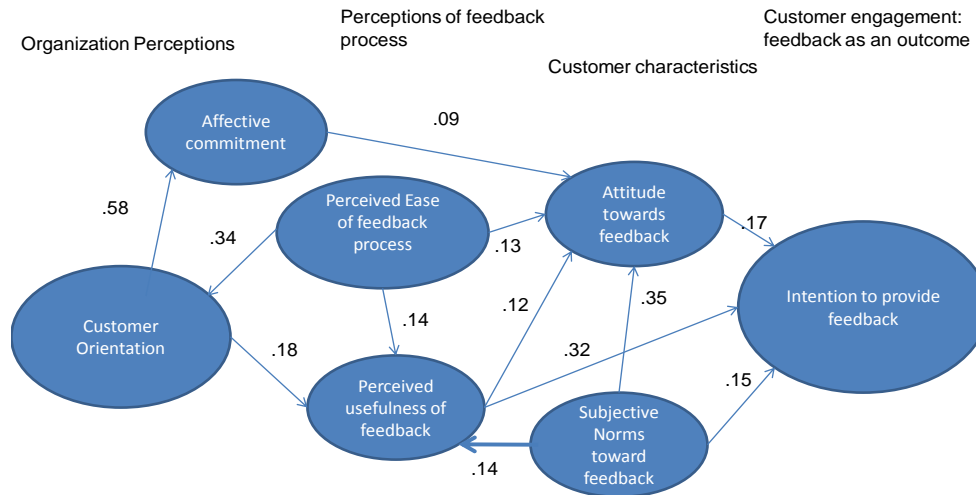 Organization Perceptions
Perceptions of feedback
process
Customer characteristics
Customer engagement:
feedback as an outcome
Affective
commitment
.09
.58
Perceived Ease
of feedback
process
.34
.13
Attitude
towards
feedback
.17
Customer
Orientation
.14
.12
.35
Intention to provide
feedback
.18
.32
Perceived
usefulness of
feedback
.15
Subjective
Norms
toward
feedback
.14